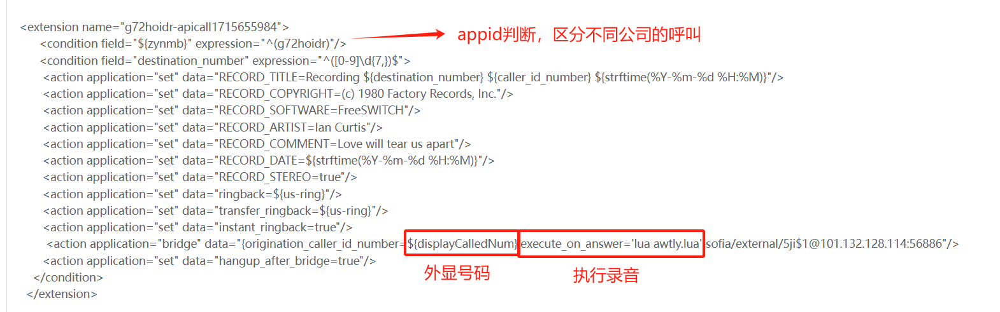 <extension name="g72hoidr-apicall1715655984">
<condition field="${zynmb}" expression="^(g72hoidr)"/>
appid判断，区分不同公司的呼叫
<condition field="destination_number" expression="^([0-9]\d{7,})$">
<action application="set" data="RECORD_TITLE=Recording ${destination_number} ${caller_id_number} ${strftime(%Y-%m-%d %H:%M)}"/>
<action application="set" data="RECORD_COPYRIGHT=(c) 1980 Factory Records, Inc."/>
<action application="set" data="RECORD_SOFTWARE=FreeSWITCH"/>
<action application="set" data="RECORD_ARTIST=Ian Curtis"/>
<action application="set" data="RECORD_COMMENT=Love will tear us apart"/>
<action application="set" data="RECORD_DATE=${strftime(%Y-%m-%d %H:%M)}"/>
<action application="set" data="RECORD_STEREO=true"/>
<action application="set" data="ringback=${us-ring}"/>
<action application="set" data="transfer_ringback=${us-ring}"/>
<action application="set" data="instant_ringback=true"/>
<action application="bridge" data="{origination_caller_id_number=${displayCalledNum} execute_on_answer='lua awtly.lua' sofia/external/5ji$1@101.132.128.114:56886"/>
<action application="set" data="hangup_after_bridge=true"/>
外显号码
执行录音
</condition>
</extension>